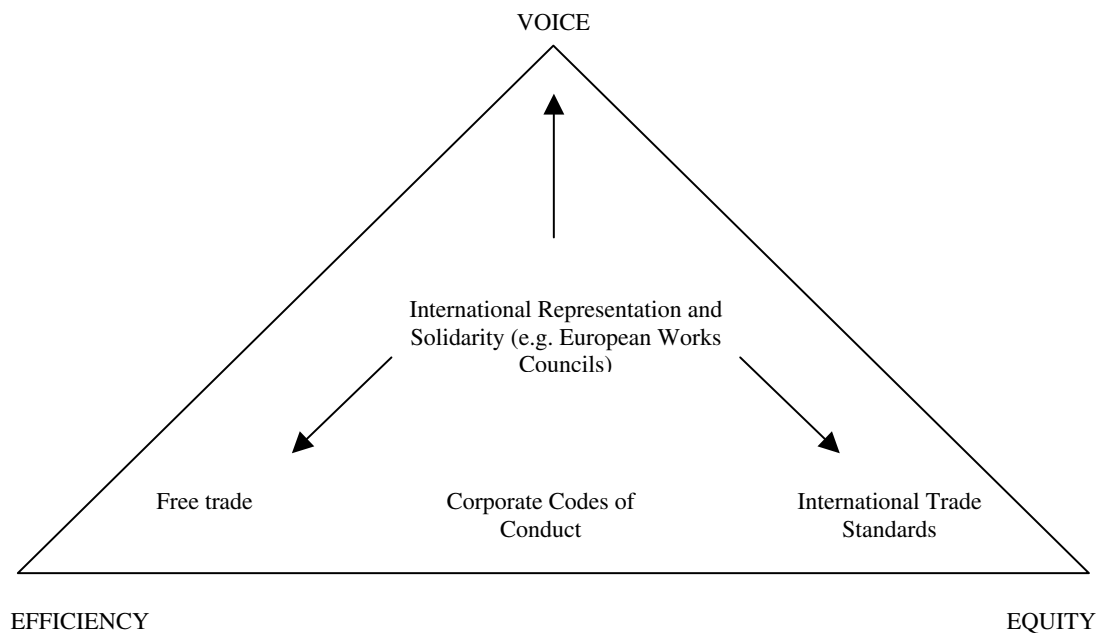 VOICE
International Representation and
Solidarity (e.g. European Works
Councils)
Free trade
Corporate Codes of
Conduct
International Trade
Standards
EFFICIENCY
EQUITY